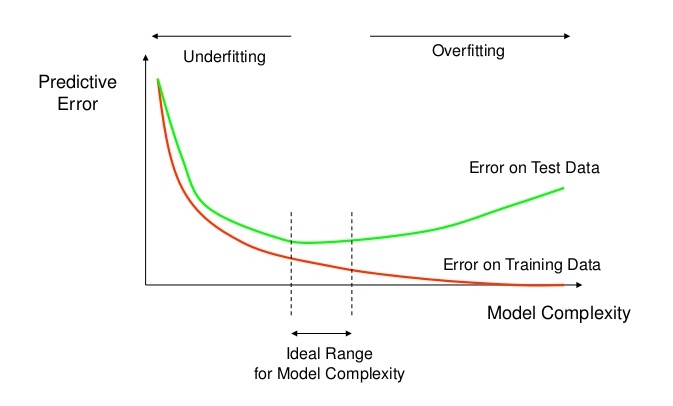 Underfitting
Overfitting
Predictive
Error
Error on Test Data
Error on Training Data
Model Complexity
Ideal Range
for Model Complexity